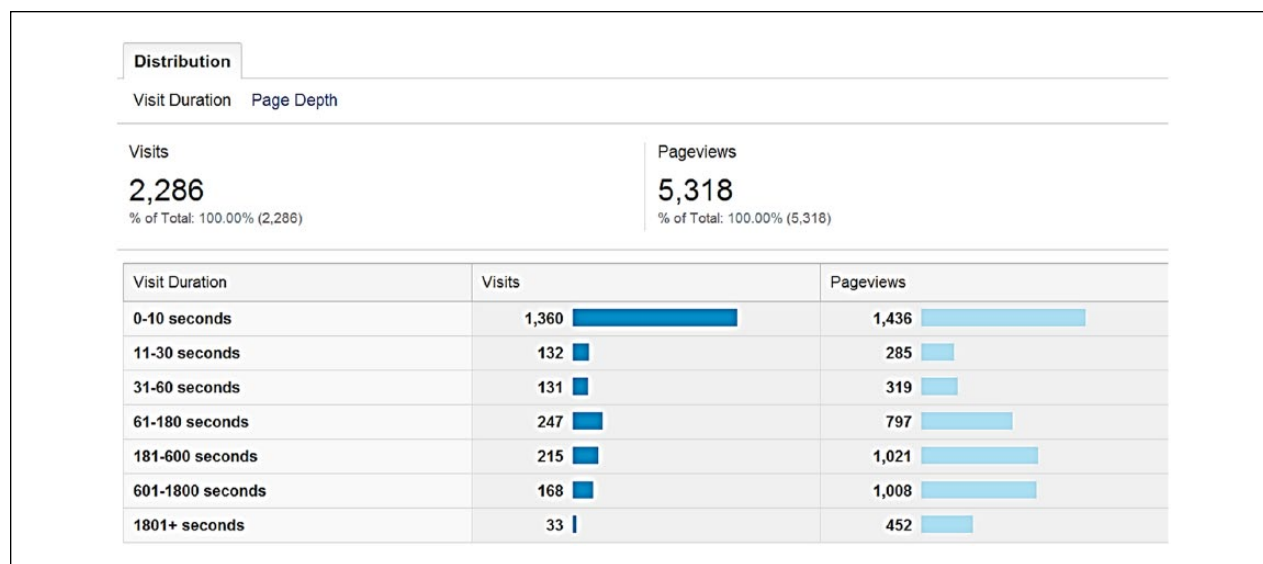 Distribution
Visit Duration Page Depth
Visits Pageviews
2,286 5,318
% of Total: 100.00% (2,286) % of Total: 100.00% (5,318)
Visit Duration Visits Pageviews
0-10 seconds 1,360 1,436
11-30 seconds 132 285
31-60 seconds 131 319
61-180 seconds 247 797
181-600 seconds 215 1,021
601-1800 seconds 168 1,008
1801+ seconds 33 452